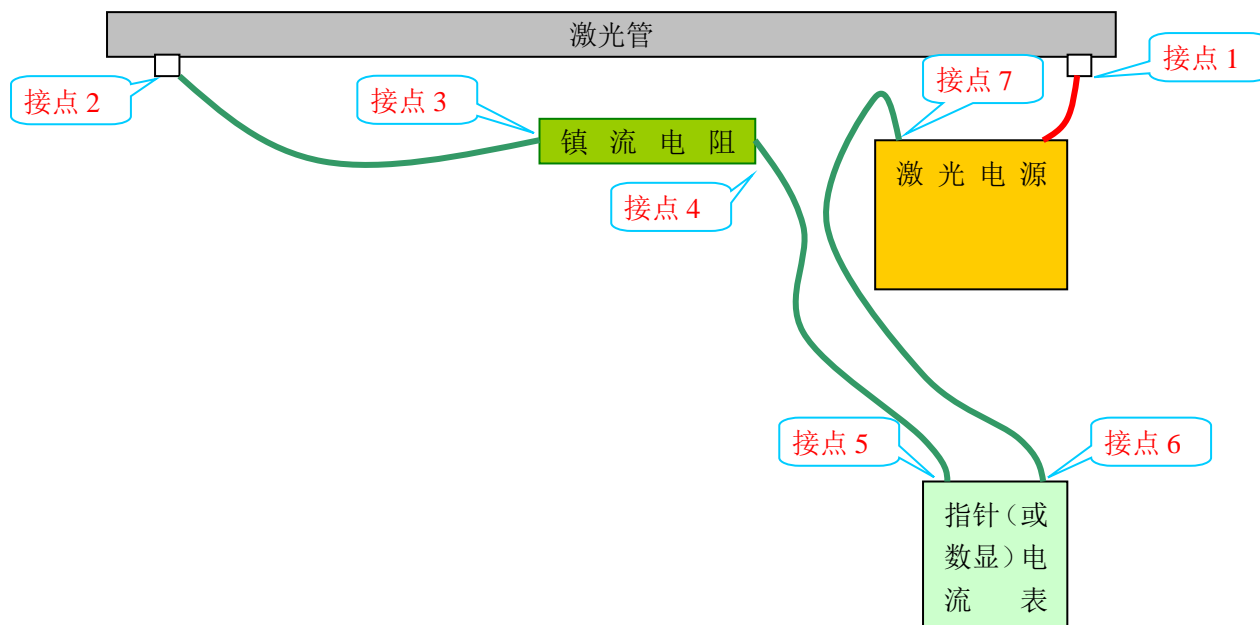 激光管
接点 1
接点 2
接点 3
接点 7
镇流电阻
激光电源
接点 4
接点 5
接点 6
指针（或
数显）电
流表